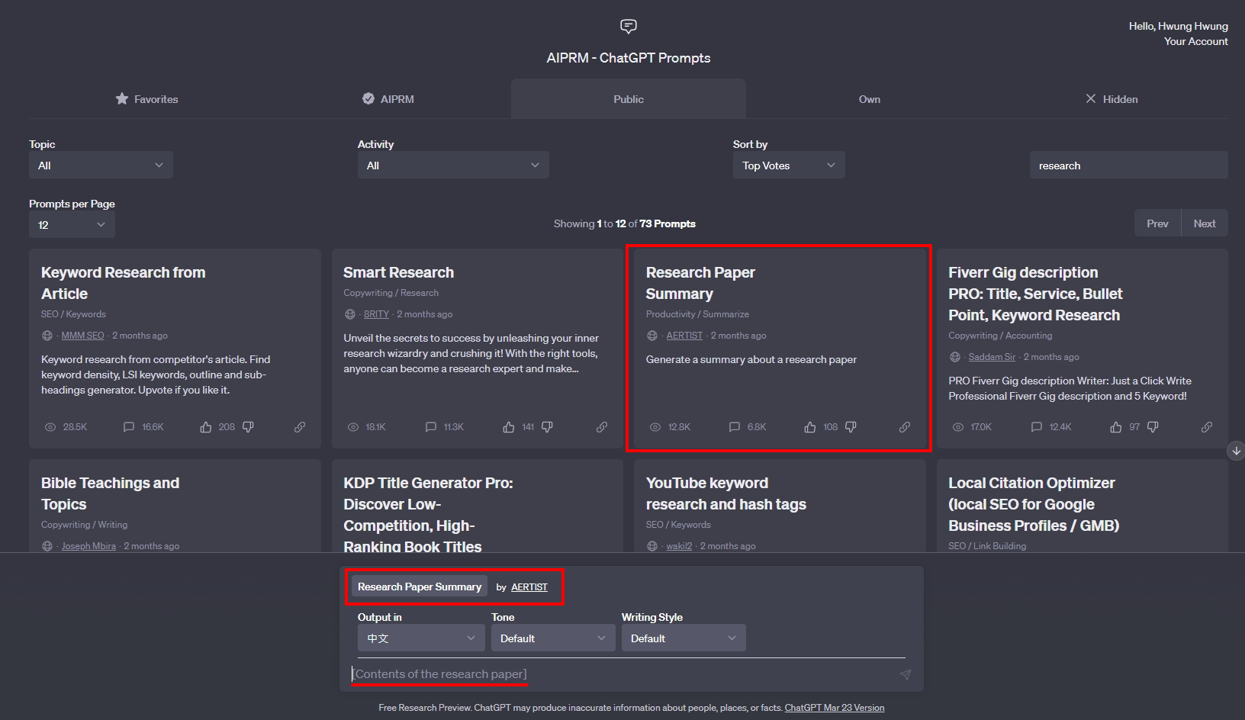 Hello, Hwung Hwung
Your Account
AIPRM - ChatGPT Prompts
Favorites
AIPRM
Public
Own
Hidden
Topic
All
Activity
All
Sort by
Top Votes
research
Prompts per Page
12
Showing 1 to 12 of 73 Prompts
Prev
Next
Keyword Research from
Article
SEO / Keywords
· MMM SEO · 2 months ago
Keyword research from competitor's article. Find
keyword density, LSI keywords, outline and sub-
headings generator. Upvote if you like it.
28.5K
16.6K
208
Smart Research
Copywriting / Research
· 8RITY · 2 months ago
Unveil the secrets to success by unleashing your inner
research wizardry and crushing it! With the right tools,
anyone can become a research expert and make...
18.1K
11.3K
141
Research Paper
Summary
Productivity / Summarize
· AERTIST · 2 months ago
Generate a summary about a research paper
12.8K
6.8K
108
Fiverr Gig description
PRO: Title, Service, Bullet
Point, Keyword Research
Copywriting / Accounting
· Saddam Sir · 2 months ago
PRO Fiverr Gig description Writer: Just a Click Write
Professional Fiverr Gig description and 5 Keyword!
17.0K
12.4K
97
Bible Teachings and
Topics
Copywriting / Writing
· Joseph Mbira · 2 months ago
KDP Title Generator Pro:
Discover Low-
Competition, High-
Ranking Book Titles
YouTube keyword
research and hash tags
SEO / Keywords
· wakil2 · 2 months ago
Local Citation Optimizer
(local SEO for Google
Business Profiles / GMB)
SEO / Link Building
Research Paper Summary
by AERTIST
Output in
中文
Tone
Default
Writing Style
Default
[Contents of the research paper]
Free Research Preview. ChatGPT may produce inaccurate information about people, places, or facts. ChatGPT Mar 23 Version